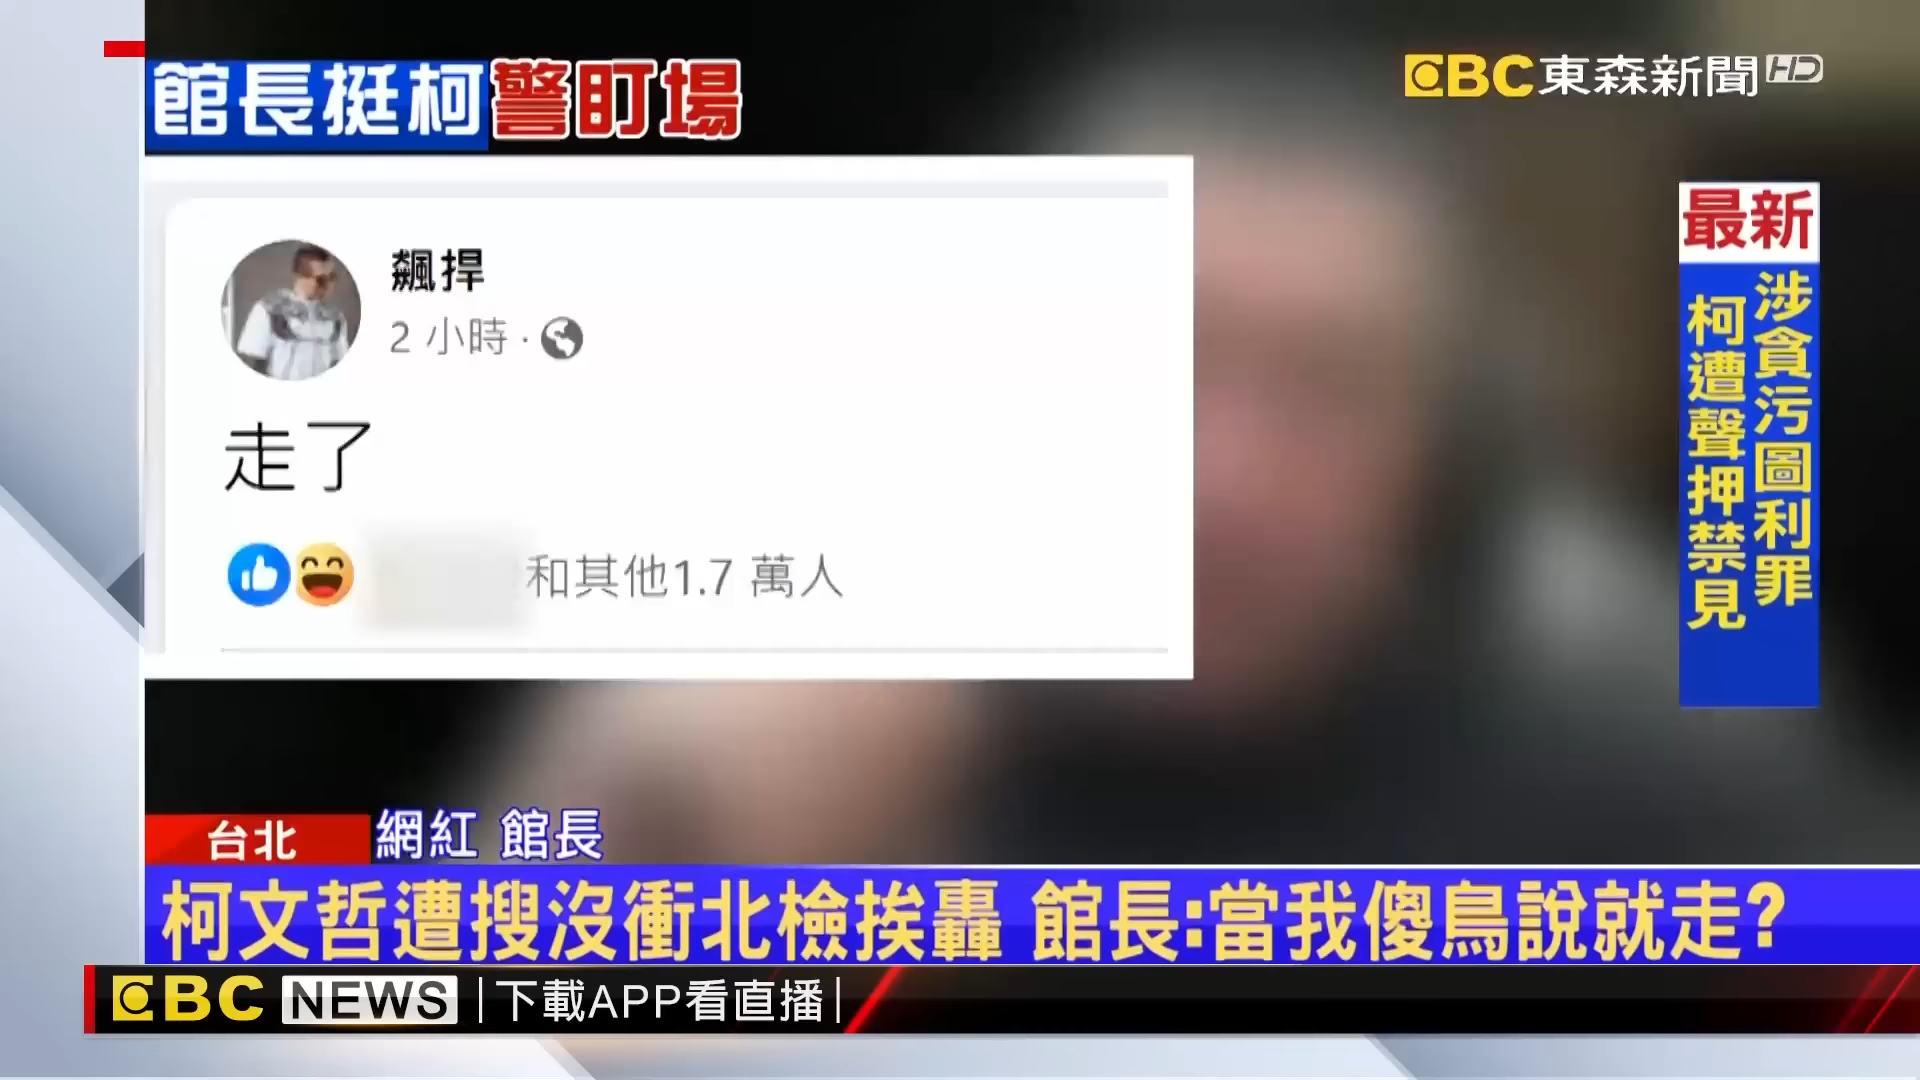 館長挺柯警盯場
EBC東森新聞HD
飆捍
2 小時 ·
走了
和其他1.7 萬人
最新
涉貪污圖利罪
柯遭聲押禁見
台北
網紅 館長
柯文哲遭搜沒衝北檢挨轟 館長:當我傻鳥說就走?
EBC NEWS 下載APP看直播